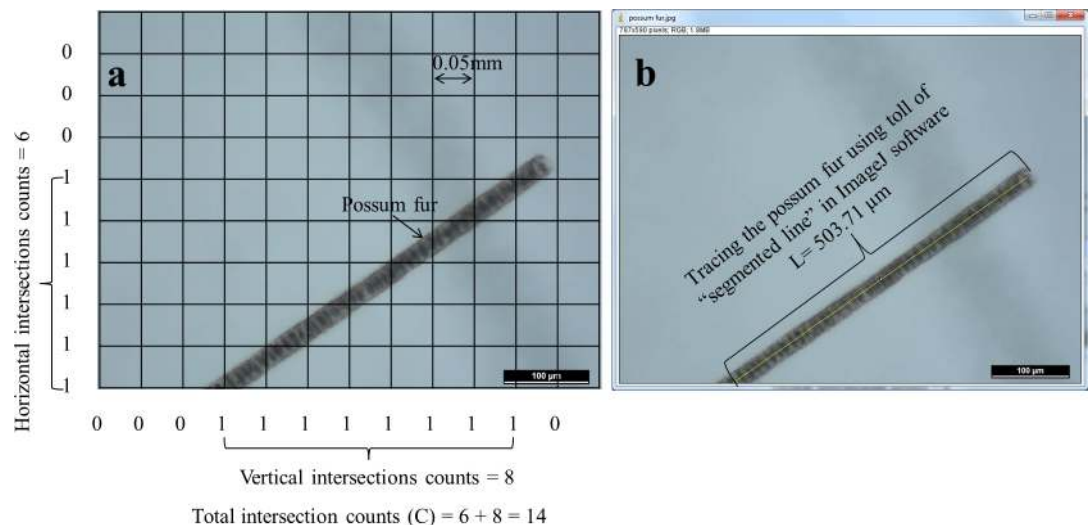 a
0.05mm
0
0
0
1
1
1
1
1
1
Horizontal intersections counts = 6
Possum fur
100 μm
0 0 0 1 1 1 1 1 1 1 1 0
Vertical intersections counts = 8
Total intersection counts (C) = 6 + 8 = 14
possum fur.jpg
787x590 pixels; RGB; 1.8MB
b
Tracing the possum fur using toll of
“segmented line” in ImageJ software
L= 503.71 μm
100 μm